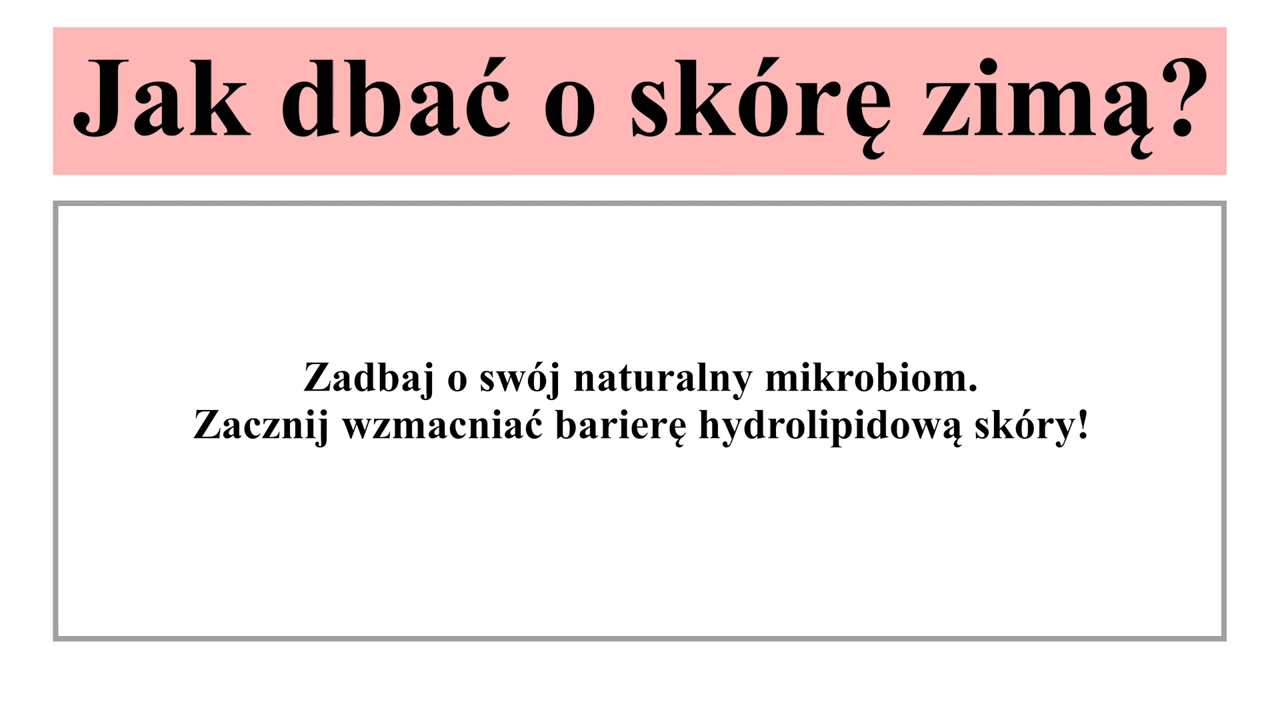 Jak dbać o skórę zimą?
Zadbaj o swój naturalny mikrobiom.
Zacznij wzmacniać barierę hydrolipidową skóry!